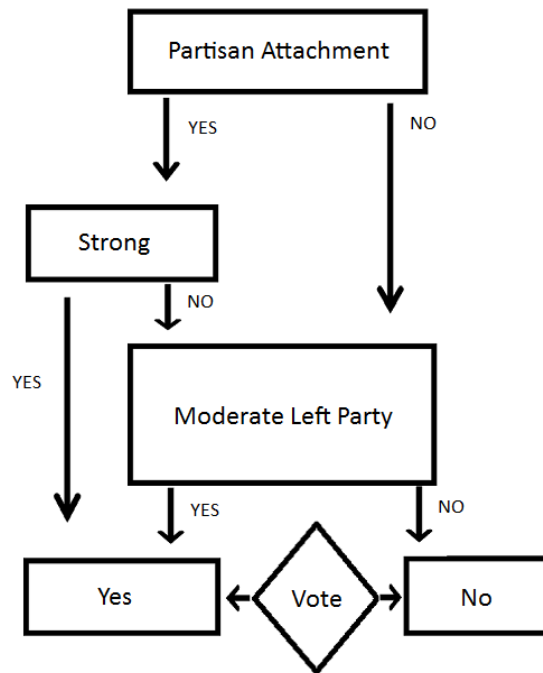 Partisan Attachment
YES
NO
Strong
NO
YES
Moderate Left Party
YES
NO
Yes
Vote
No